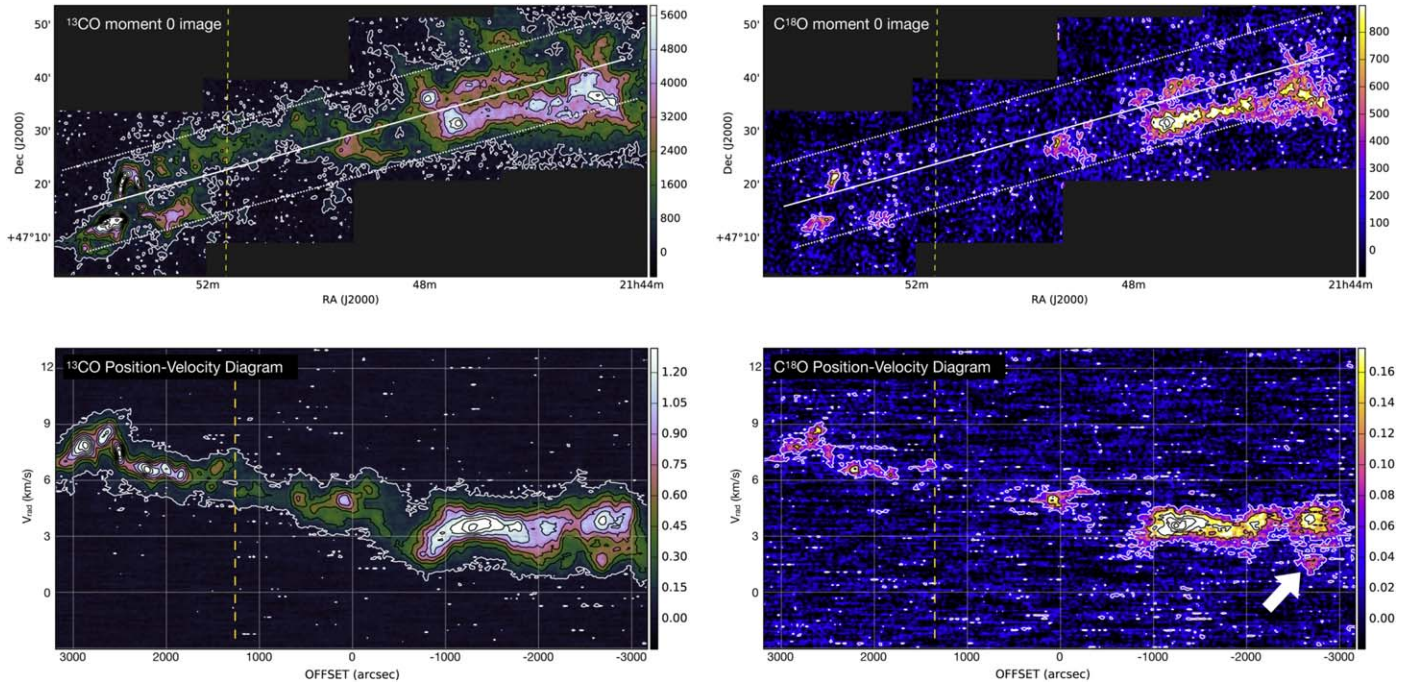 ¹³CO moment 0 image
50'
40'
30'
20'
+47°10'
Dec (J2000)
52m
48m
21h44m
RA (J2000)
5600
4800
4000
3200
2400
1600
800
0
C¹⁸O moment 0 image
50'
40'
30'
20'
+47°10'
Dec (J2000)
52m
48m
21h44m
RA (J2000)
800
700
600
500
400
300
200
100
0
¹³CO Position-Velocity Diagram
12
9
6
3
0
Vrad (km/s)
3000 2000 1000 0 -1000 -2000 -3000
OFFSET (arcsec)
1.20
1.05
0.90
0.75
0.60
0.45
0.30
0.15
0.00
C¹⁸O Position-Velocity Diagram
12
9
6
3
0
Vrad (km/s)
3000 2000 1000 0 -1000 -2000 -3000
OFFSET (arcsec)
0.16
0.14
0.12
0.10
0.08
0.06
0.04
0.02
0.00